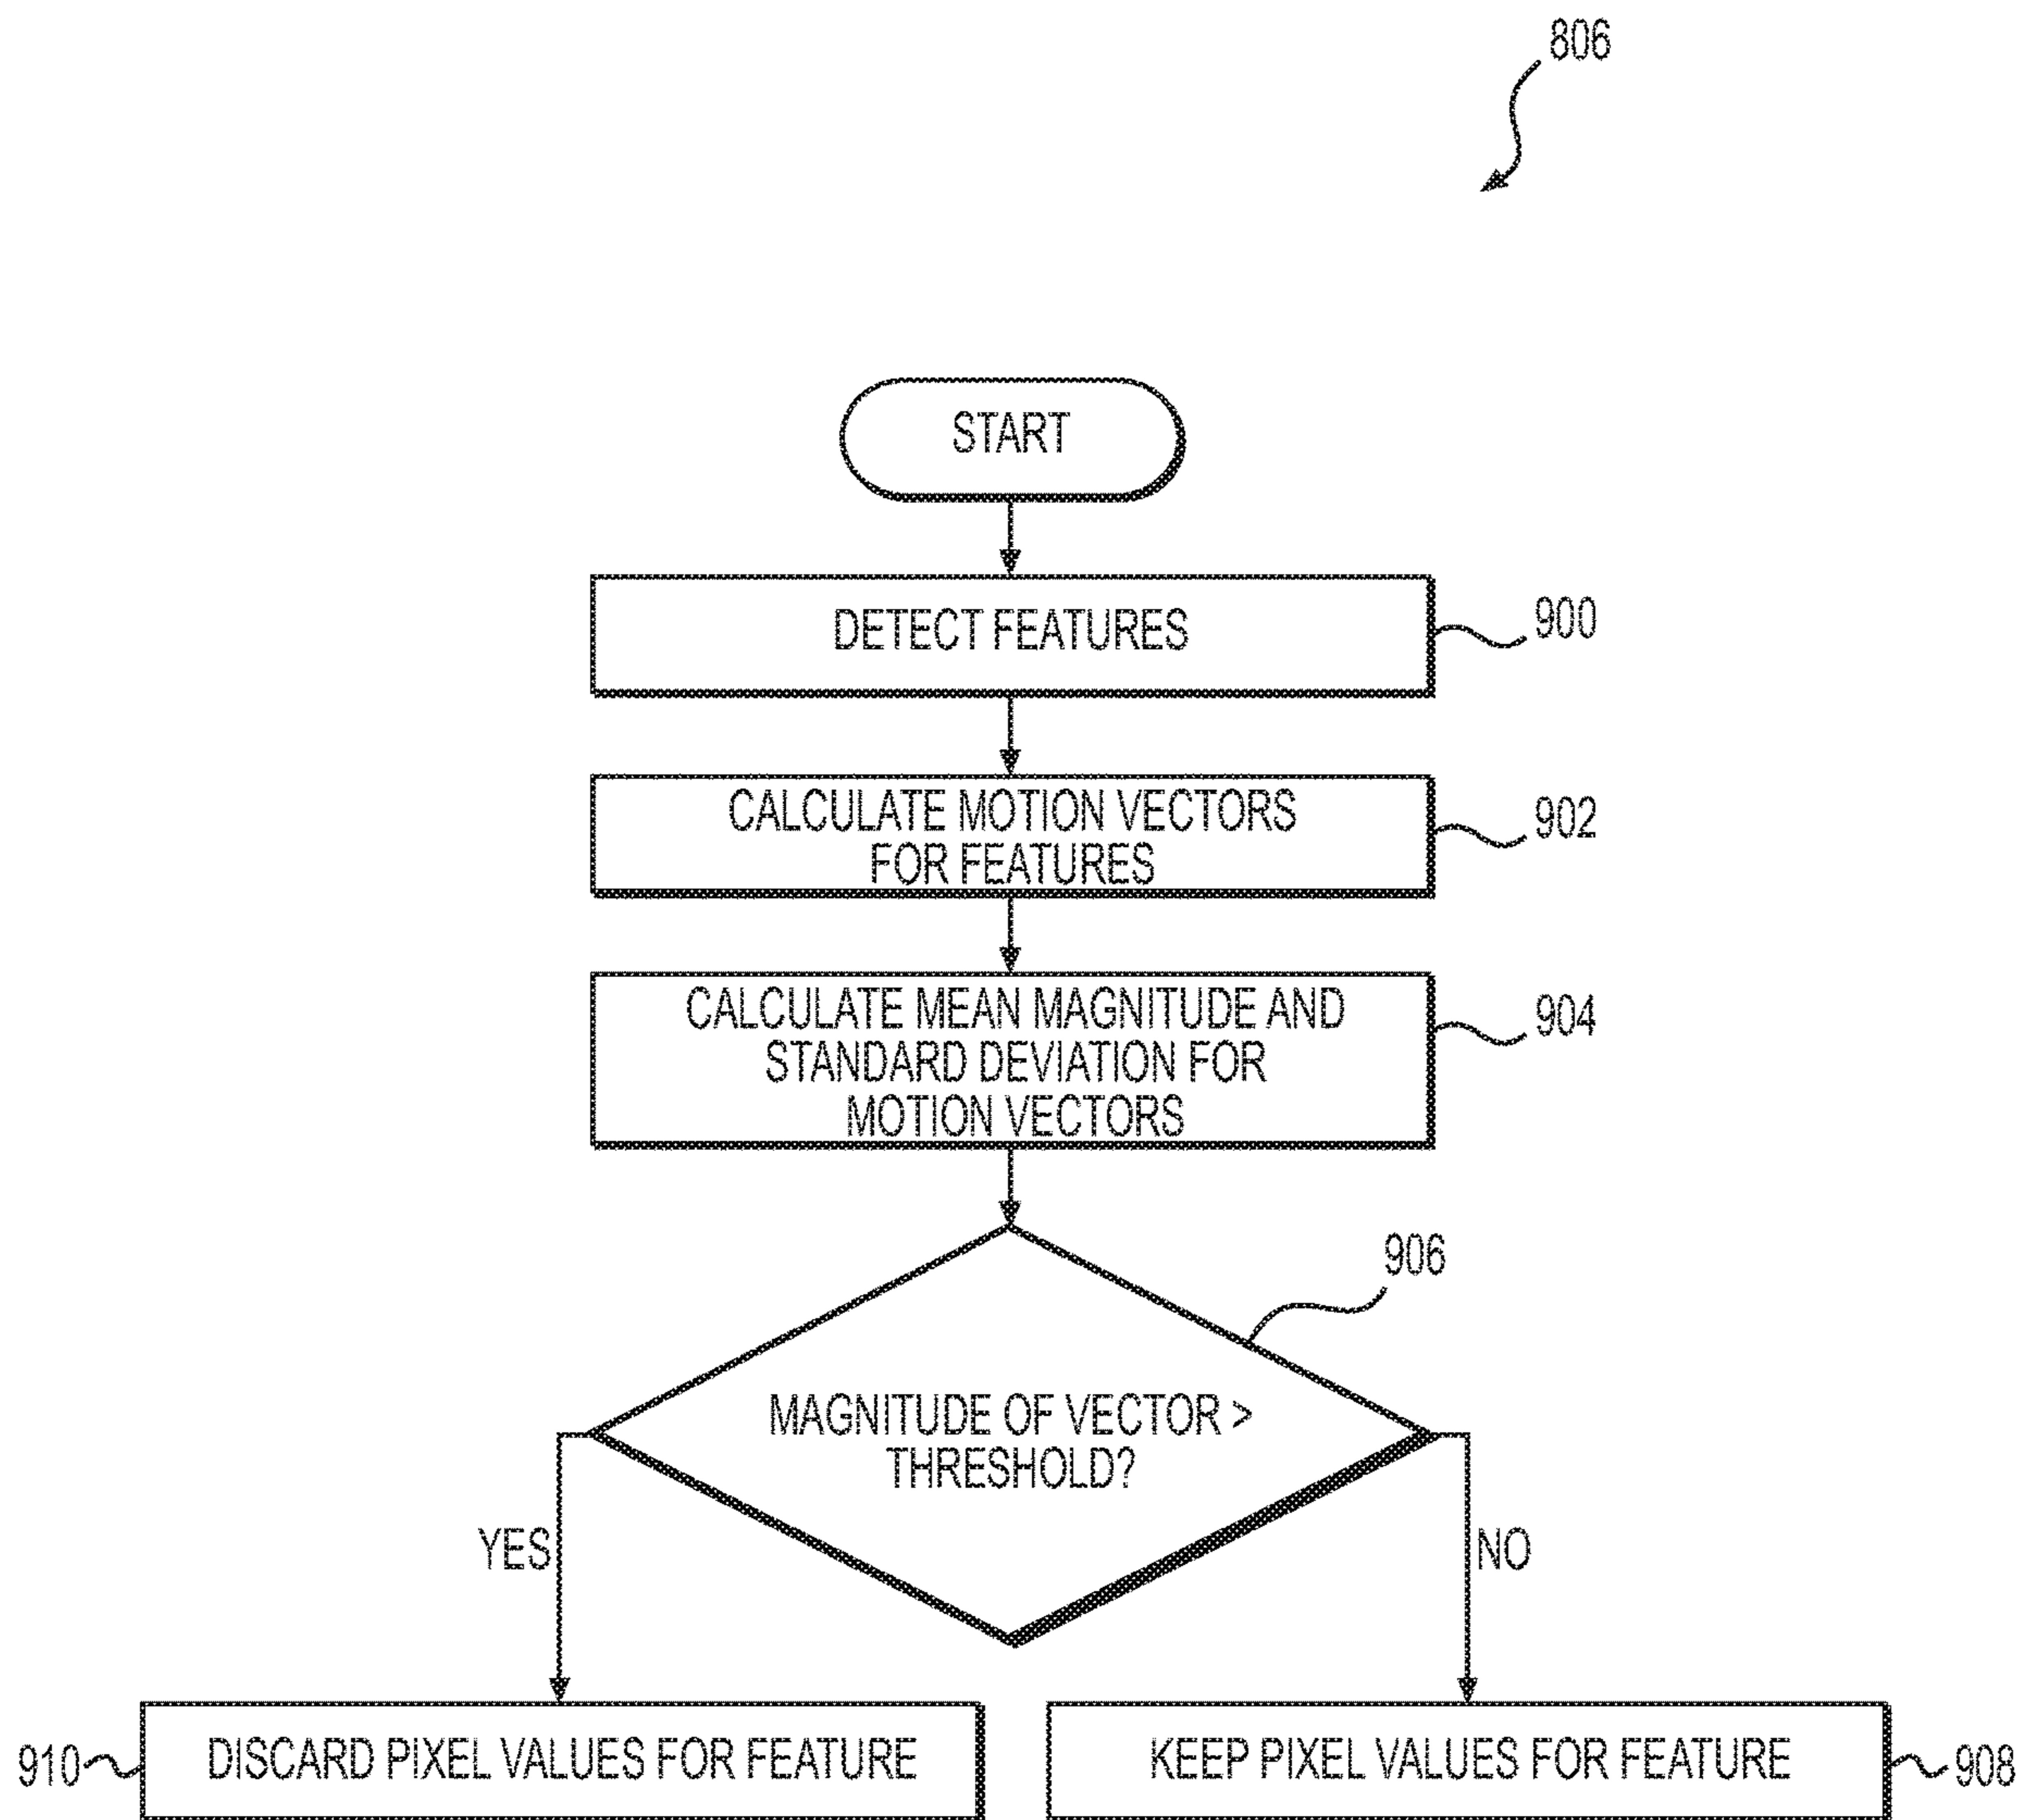 806
START
DETECT FEATURES
900
CALCULATE MOTION VECTORS
FOR FEATURES
902
CALCULATE MEAN MAGNITUDE AND
STANDARD DEVIATION FOR
MOTION VECTORS
904
906
MAGNITUDE OF VECTOR >
THRESHOLD?
YES
NO
910
DISCARD PIXEL VALUES FOR FEATURE
KEEP PIXEL VALUES FOR FEATURE
908